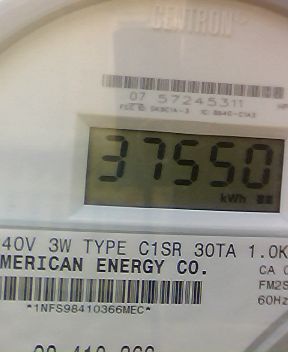 CENTRON®
07 57245311
37550
kWh
40V 3W TYPE C1SR 30TA 1.0K
MERICAN ENERGY CO.
CA
FM2S
60Hz
*1NFS98410366MEC*